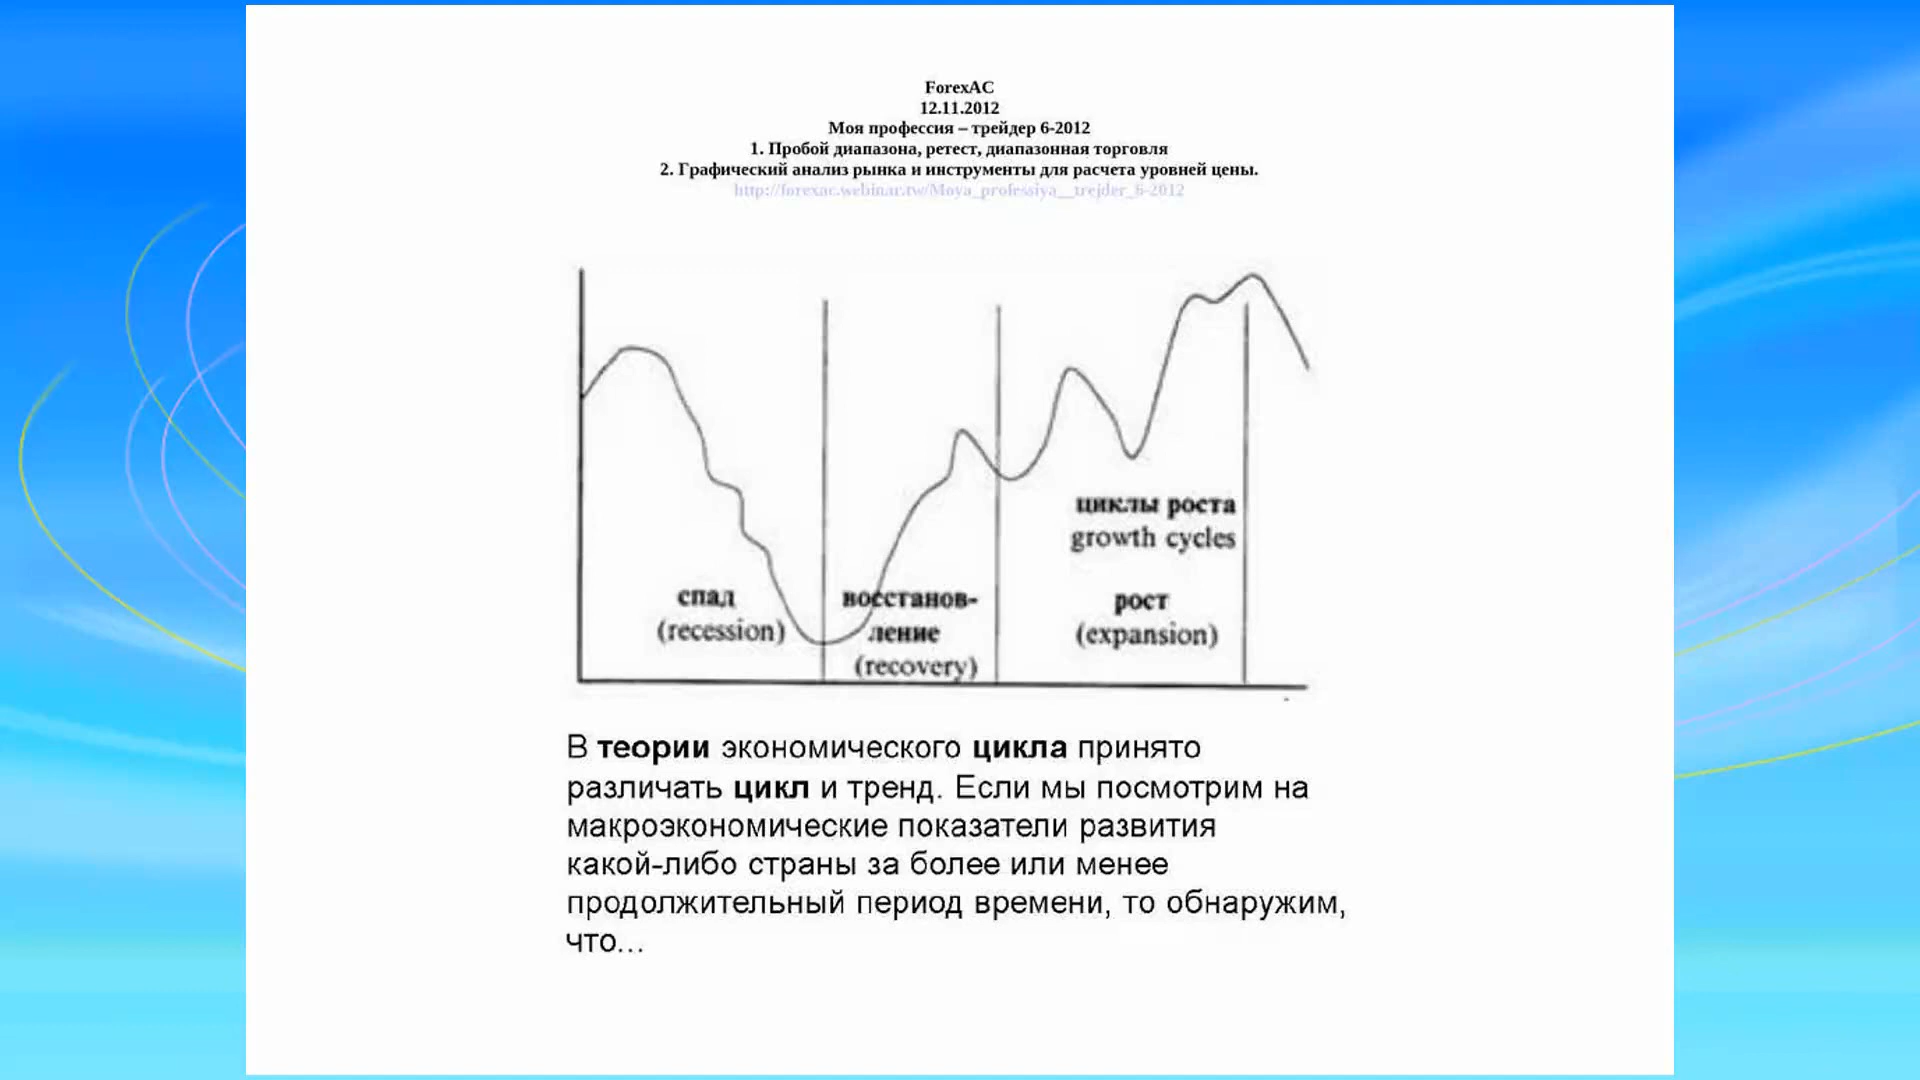 ForexAC
12.11.2012
Моя профессия – трейдер 6-2012
1. Пробой диапазона, ретест, диапазонная торговля
2. Графический анализ рынка и инструменты для расчета уровней цены.
http://forexac.webinar.tw/Moya_professiya__trejder_6-2012
циклы роста
growth cycles
спад
(recession)
восстанов-
ление
(recovery)
рост
(expansion)
В теории экономического цикла принято
различать цикл и тренд. Если мы посмотрим на
макроэкономические показатели развития
какой-либо страны за более или менее
продолжительный период времени, то обнаружим,
что...